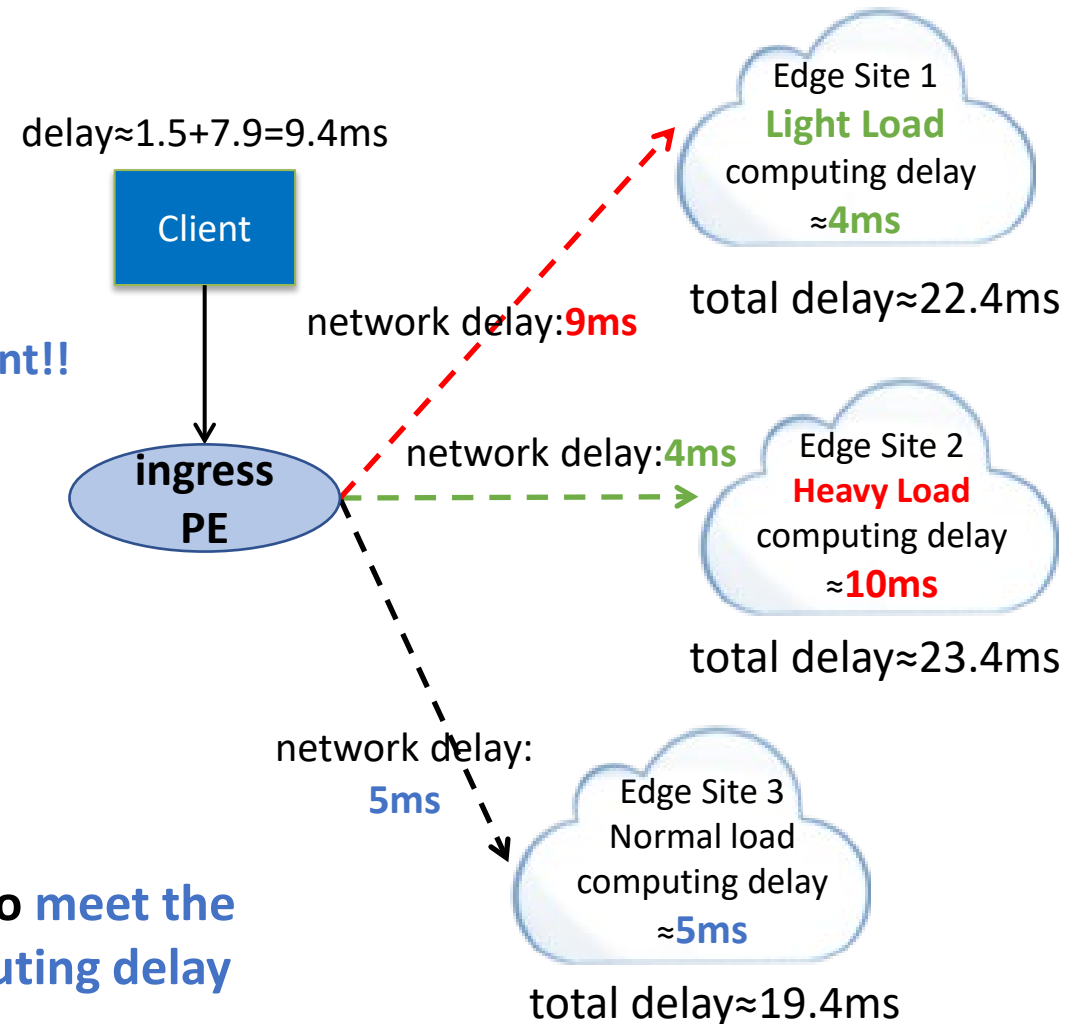 delay≈1.5+7.9=9.4ms
Client
nt!!
ingress
PE
network delay:9ms
Edge Site 1
Light Load
computing delay
≈4ms
total delay≈22.4ms
network delay:4ms
Edge Site 2
Heavy Load
computing delay
≈10ms
total delay≈23.4ms
network delay:
5ms
Edge Site 3
Normal load
computing delay
≈5ms
total delay≈19.4ms
o meet the
uting delay